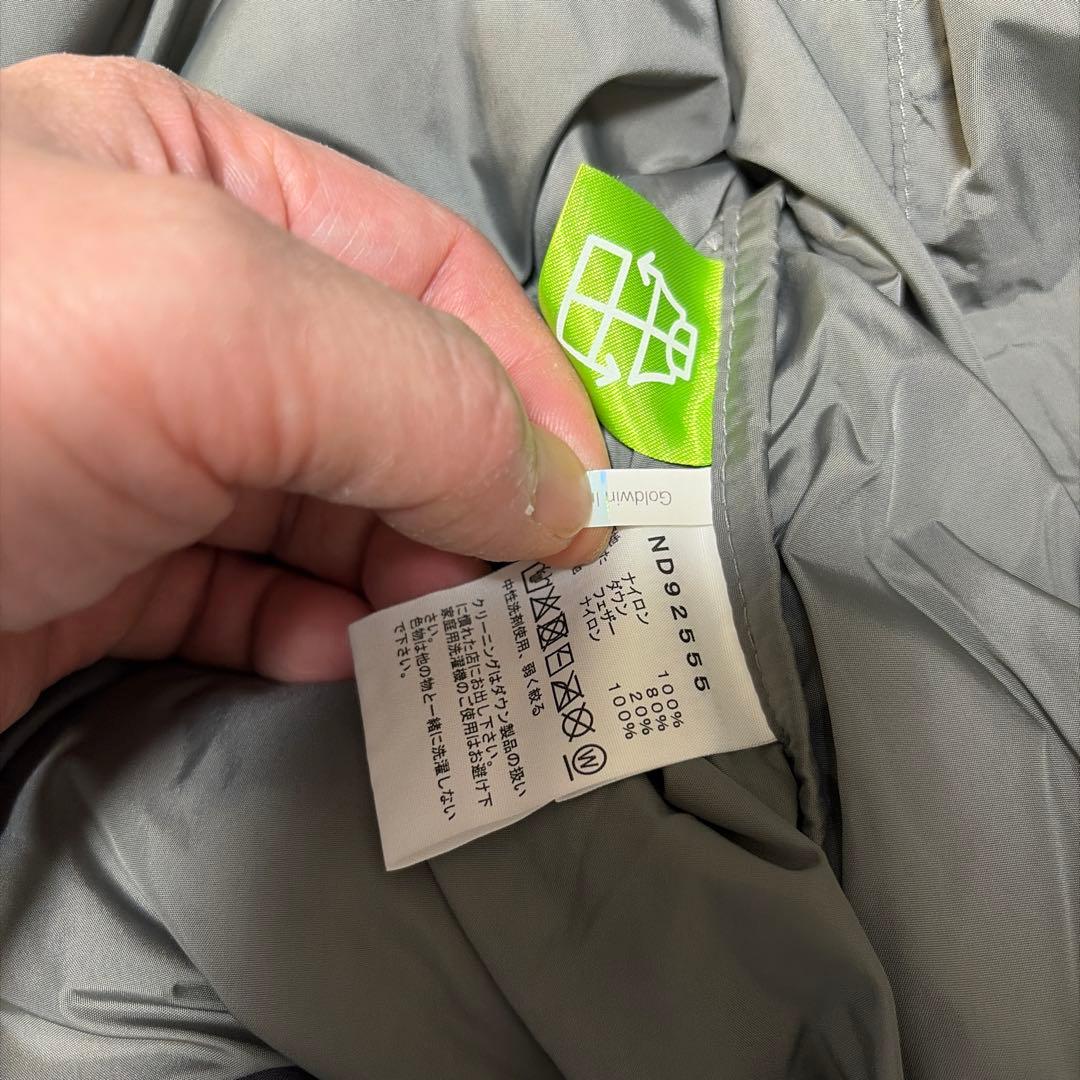 Goldwin
ND92555
ナイロン 100%
ダウン 80%
フェザー 20%
ナイロン 100%
W
中性洗剤使用、弱く絞る
クリーニングはダウン製品の扱い
に慣れた店にお出し下さい。
家庭用洗濯機のご使用はお避け下
さい。
色物は他の物と一緒に洗濯しない
で下さい。